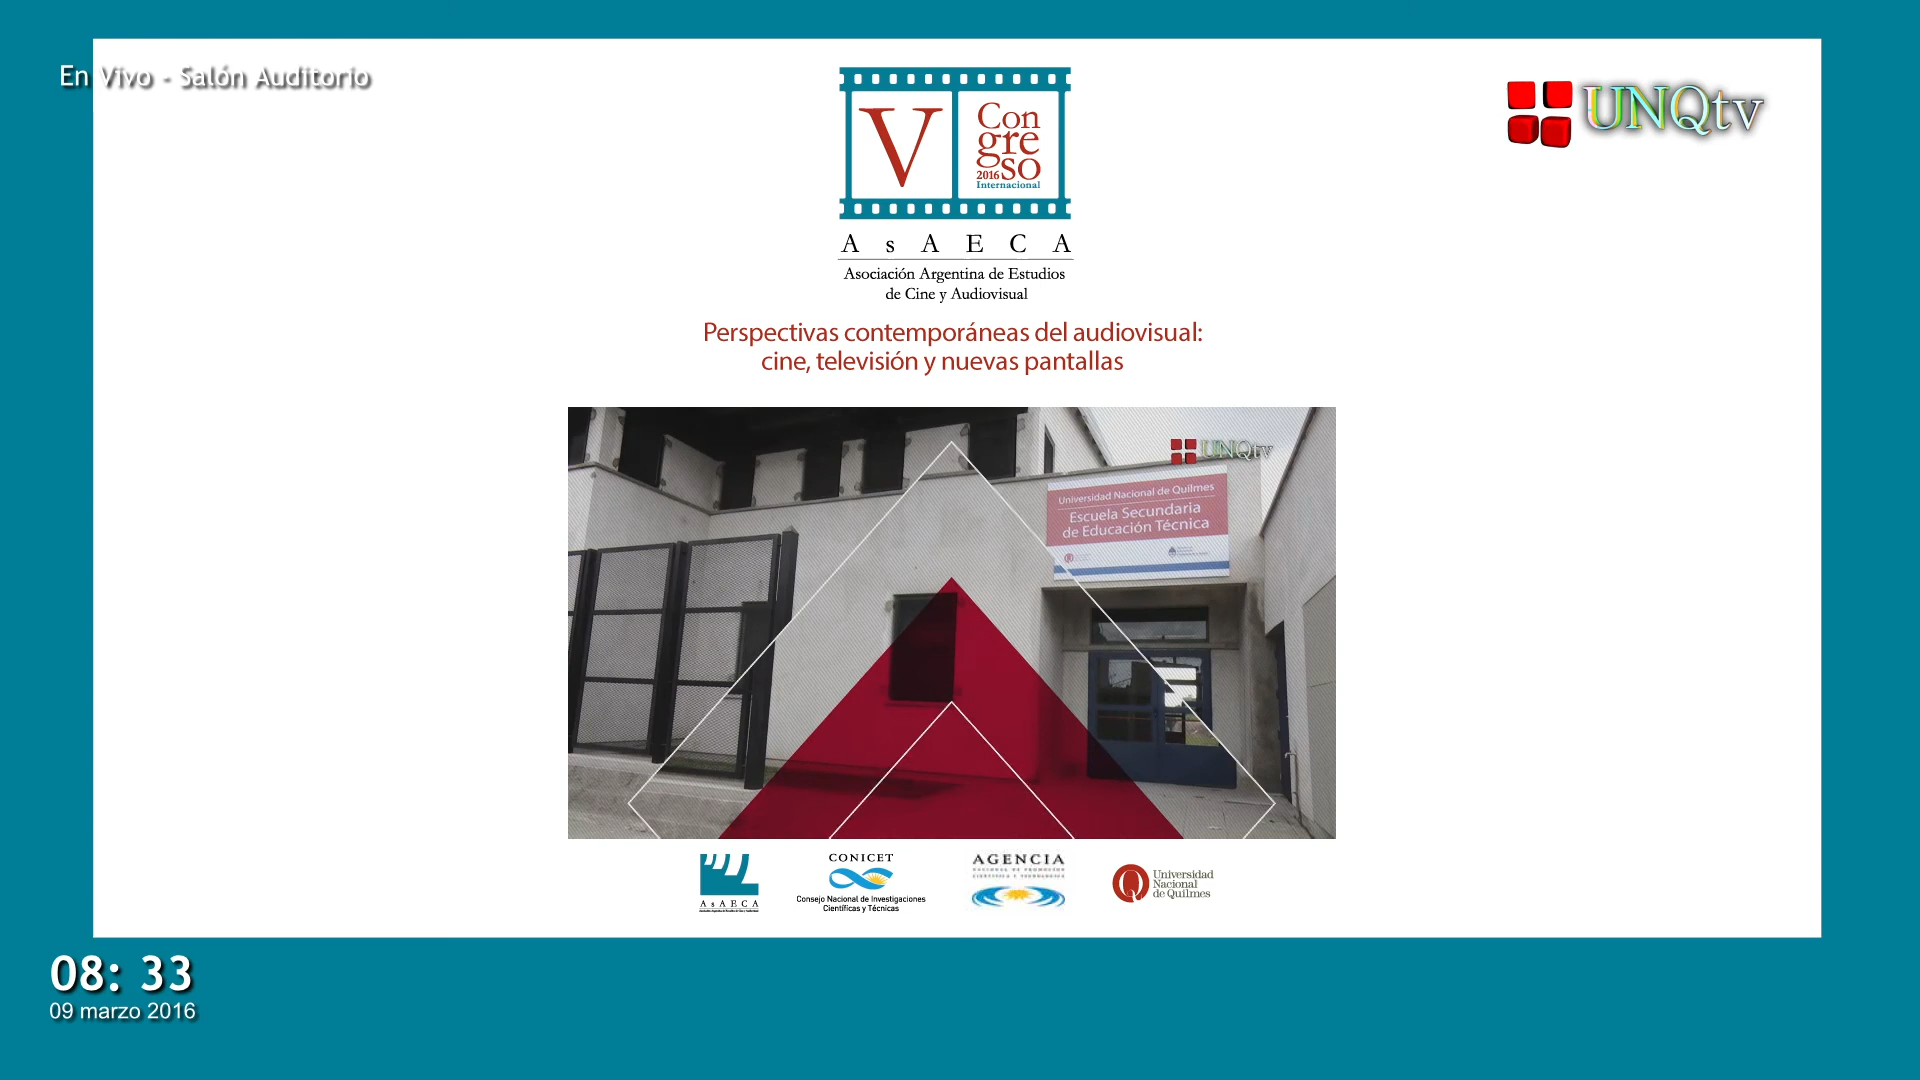 En Vivo - Salón Auditorio
UNQtv
V
Con
gre
2016 so
Internacional
A s A E C A
Asociación Argentina de Estudios
de Cine y Audiovisual
Perspectivas contemporáneas del audiovisual:
cine, televisión y nuevas pantallas
UNQtv
Universidad Nacional de Quilmes
Escuela Secundaria
de Educación Técnica
A s A E C A
CONICET
Consejo Nacional de Investigaciones
Científicas y Técnicas
AGENCIA
Universidad
Nacional
de Quilmes
08: 33
09 marzo 2016